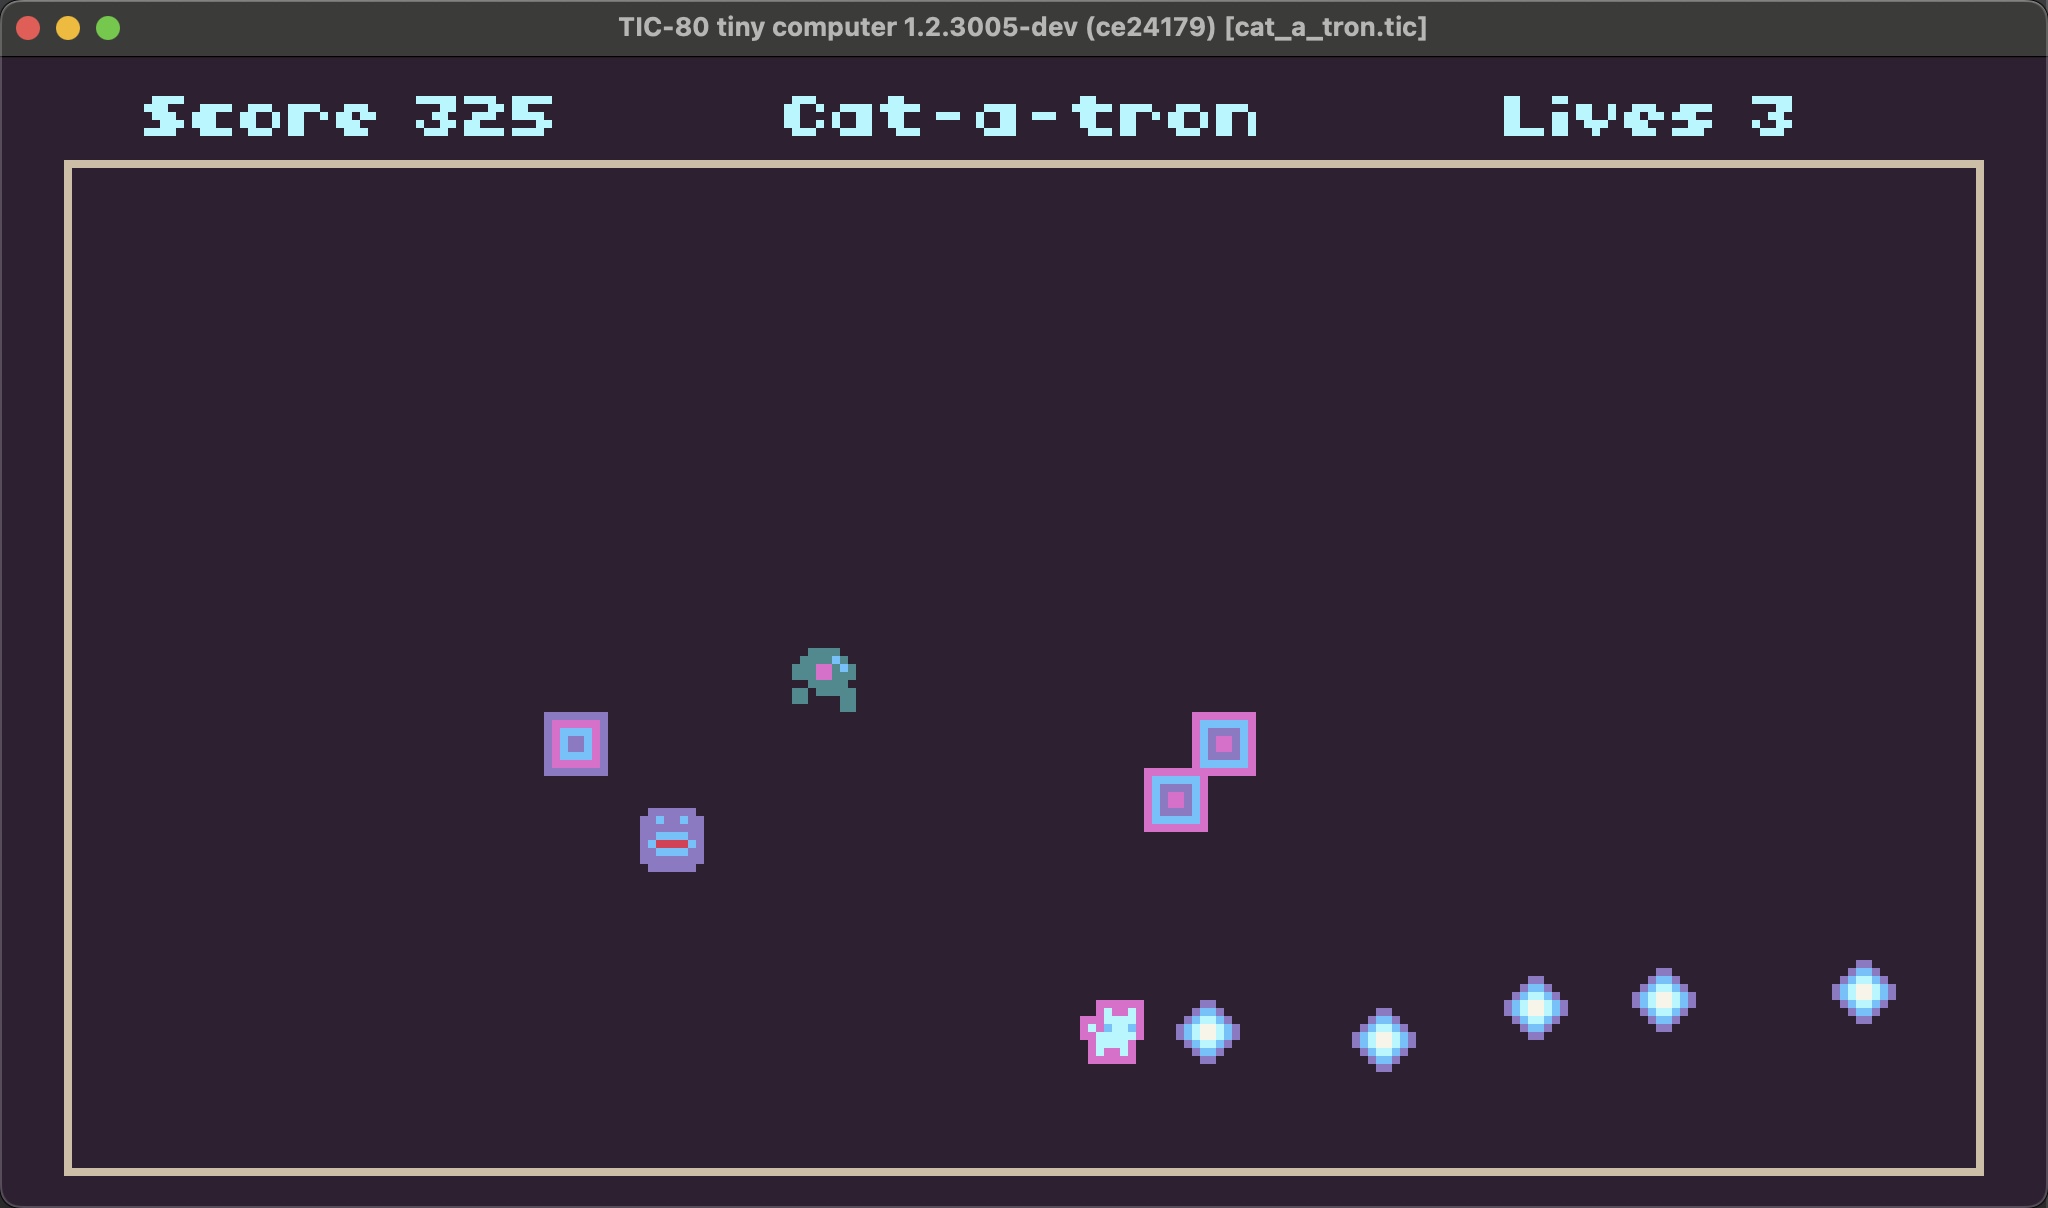 TIC-80 tiny computer 1.2.3005-dev (ce24179) [cat_a_tron.tic]
Score 325 Cat-a-tron Lives 3